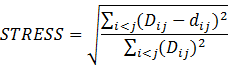 STRESS = √(∑_{i<j}(D_{ij} − d_{ij})² / ∑_{i<j}(D_{ij})²)